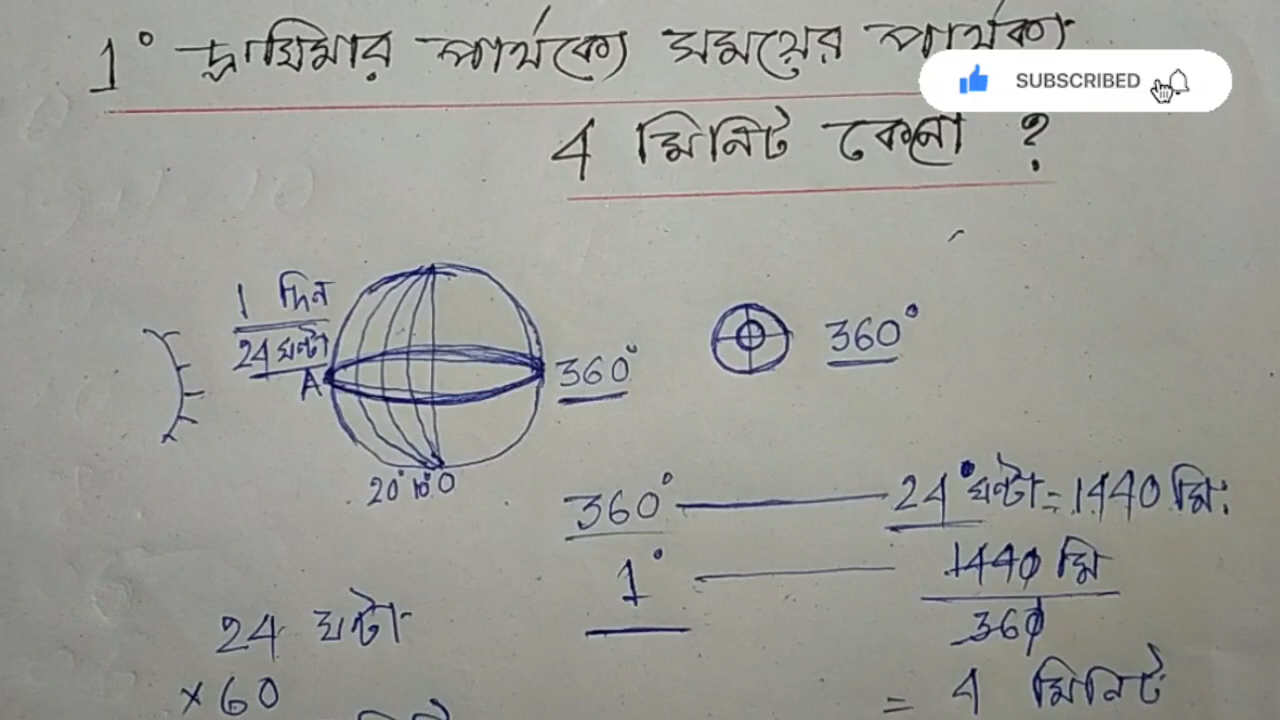 1° দ্রাঘিমার পার্থক্যে সময়ের পার্থক্য
SUBSCRIBED
4 মিনিট কেনো ?
1 দিন
24 ঘন্টা
A
360°
360°
20° 10° 0
360° — 24 ঘন্টা = 1440 মি:
1° — 1440 মি
360
= 4 মিনিট
24 ঘন্টা
× 60